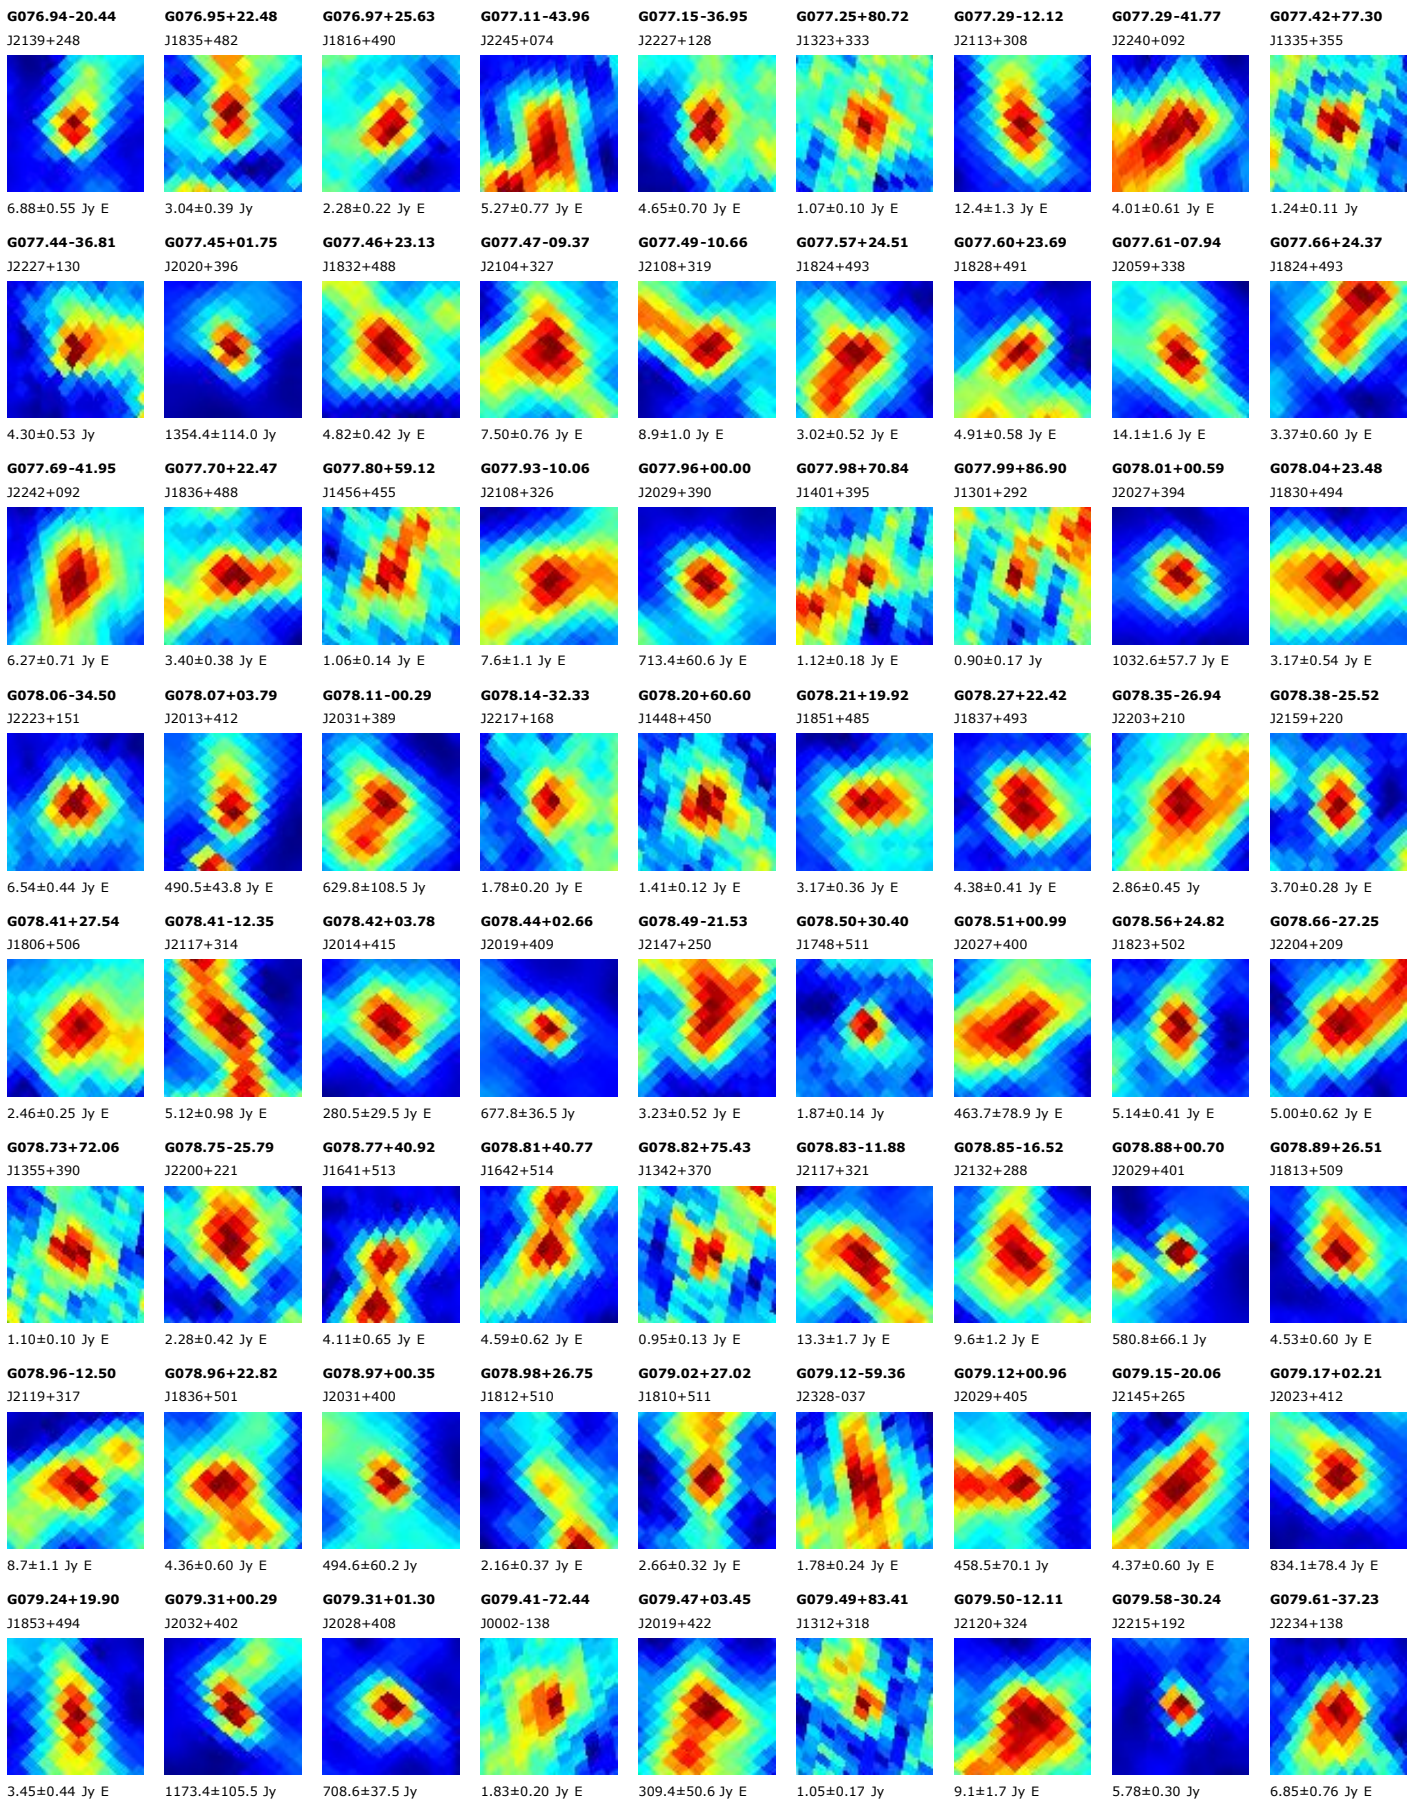 G076.94-20.44 G076.95+22.48 G076.97+25.63 G077.11-43.96 G077.15-36.95 G077.25+80.72 G077.29-12.12 G077.29-41.77 G077.42+77.30
J2139+248 J1835+482 J1816+490 J2245+074 J2227+128 J1323+333 J2113+308 J2240+092 J1335+355
6.88±0.55 Jy E 3.04±0.39 Jy 2.28±0.22 Jy E 5.27±0.77 Jy E 4.65±0.70 Jy E 1.07±0.10 Jy E 12.4±1.3 Jy E 4.01±0.61 Jy E 1.24±0.11 Jy
G077.44-36.81 G077.45+01.75 G077.46+23.13 G077.47-09.37 G077.49-10.66 G077.57+24.51 G077.60+23.69 G077.61-07.94 G077.66+24.37
J2227+130 J2020+396 J1832+488 J2104+327 J2108+319 J1824+493 J1828+491 J2059+338 J1824+493
4.30±0.53 Jy 1354.4±114.0 Jy 4.82±0.42 Jy E 7.50±0.76 Jy E 8.9±1.0 Jy E 3.02±0.52 Jy E 4.91±0.58 Jy E 14.1±1.6 Jy E 3.37±0.60 Jy E
G077.69-41.95 G077.70+22.47 G077.80+59.12 G077.93-10.06 G077.96+00.00 G077.98+70.84 G077.99+86.90 G078.01+00.59 G078.04+23.48
J2242+092 J1836+488 J1456+455 J2108+326 J2029+390 J1401+395 J1301+292 J2027+394 J1830+494
6.27±0.71 Jy E 3.40±0.38 Jy E 1.06±0.14 Jy E 7.6±1.1 Jy E 713.4±60.6 Jy E 1.12±0.18 Jy E 0.90±0.17 Jy 1032.6±57.7 Jy E 3.17±0.54 Jy E
G078.06-34.50 G078.07+03.79 G078.11-00.29 G078.14-32.33 G078.20+60.60 G078.21+19.92 G078.27+22.42 G078.35-26.94 G078.38-25.52
J2223+151 J2013+412 J2031+389 J2217+168 J1448+450 J1851+485 J1837+493 J2203+210 J2159+220
6.54±0.44 Jy E 490.5±43.8 Jy E 629.8±108.5 Jy 1.78±0.20 Jy E 1.41±0.12 Jy E 3.17±0.36 Jy E 4.38±0.41 Jy E 2.86±0.45 Jy 3.70±0.28 Jy E
G078.41+27.54 G078.41-12.35 G078.42+03.78 G078.44+02.66 G078.49-21.53 G078.50+30.40 G078.51+00.99 G078.56+24.82 G078.66-27.25
J1806+506 J2117+314 J2014+415 J2019+409 J2147+250 J1748+511 J2027+400 J1823+502 J2204+209
2.46±0.25 Jy E 5.12±0.98 Jy E 280.5±29.5 Jy E 677.8±36.5 Jy 3.23±0.52 Jy E 1.87±0.14 Jy 463.7±78.9 Jy E 5.14±0.41 Jy E 5.00±0.62 Jy E
G078.73+72.06 G078.75-25.79 G078.77+40.92 G078.81+40.77 G078.82+75.43 G078.83-11.88 G078.85-16.52 G078.88+00.70 G078.89+26.51
J1355+390 J2200+221 J1641+513 J1642+514 J1342+370 J2117+321 J2132+288 J2029+401 J1813+509
1.10±0.10 Jy E 2.28±0.42 Jy E 4.11±0.65 Jy E 4.59±0.62 Jy E 0.95±0.13 Jy E 13.3±1.7 Jy E 9.6±1.2 Jy E 580.8±66.1 Jy 4.53±0.60 Jy E
G078.96-12.50 G078.96+22.82 G078.97+00.35 G078.98+26.75 G079.02+27.02 G079.12-59.36 G079.12+00.96 G079.15-20.06 G079.17+02.21
J2119+317 J1836+501 J2031+400 J1812+510 J1810+511 J2328-037 J2029+405 J2145+265 J2023+412
8.7±1.1 Jy E 4.36±0.60 Jy E 494.6±60.2 Jy 2.16±0.37 Jy E 2.66±0.32 Jy E 1.78±0.24 Jy E 458.5±70.1 Jy 4.37±0.60 Jy E 834.1±78.4 Jy E
G079.24+19.90 G079.31+00.29 G079.31+01.30 G079.41-72.44 G079.47+03.45 G079.49+83.41 G079.50-12.11 G079.58-30.24 G079.61-37.23
J1853+494 J2032+402 J2028+408 J0002-138 J2019+422 J1312+318 J2120+324 J2215+192 J2234+138
3.45±0.44 Jy E 1173.4±105.5 Jy 708.6±37.5 Jy 1.83±0.20 Jy E 309.4±50.6 Jy E 1.05±0.17 Jy 9.1±1.7 Jy E 5.78±0.30 Jy 6.85±0.76 Jy E